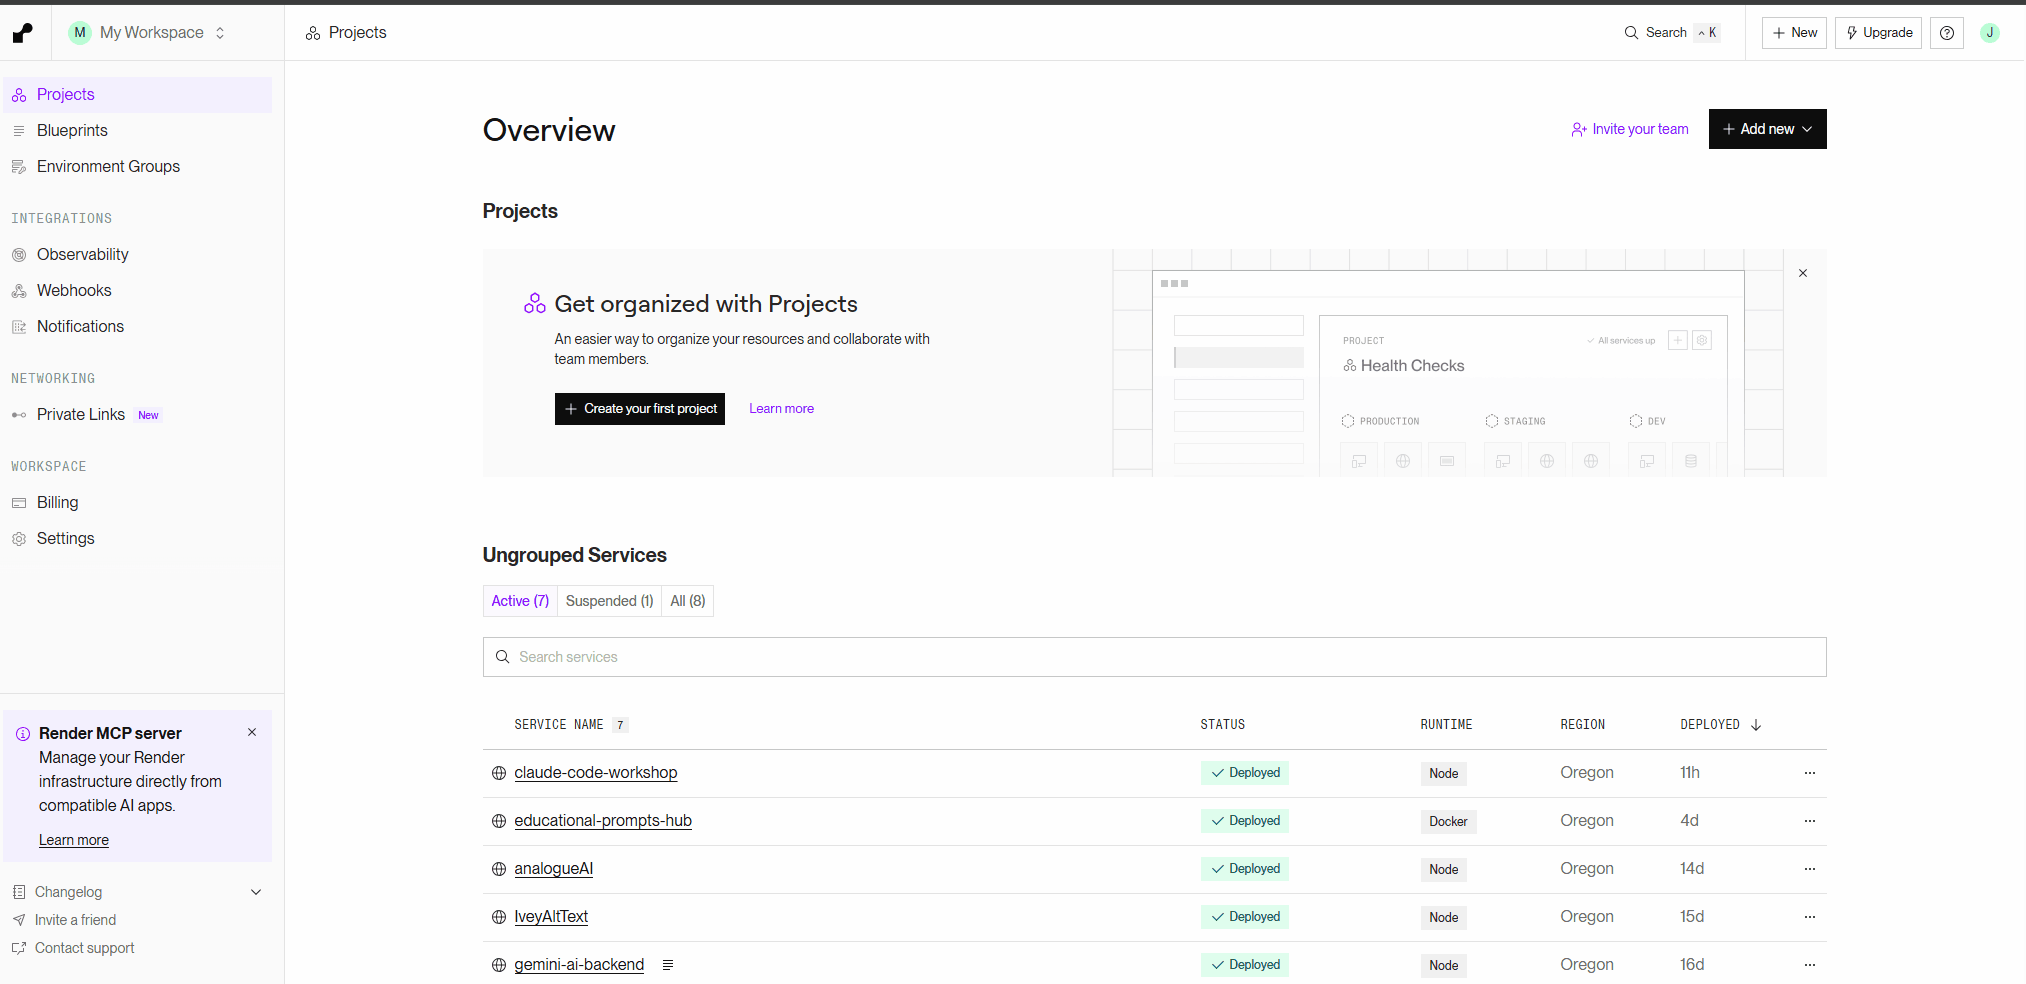 M My Workspace
Projects
Search ^ K
+ New
Upgrade
J
Projects
Blueprints
Environment Groups
INTEGRATIONS
Observability
Webhooks
Notifications
NETWORKING
Private Links New
WORKSPACE
Billing
Settings
Render MCP server
Manage your Render
infrastructure directly from
compatible AI apps.
Learn more
Changelog
Invite a friend
Contact support
Overview
Invite your team
+ Add new
Projects
Get organized with Projects
An easier way to organize your resources and collaborate with
team members.
+ Create your first project
Learn more
PROJECT
All services up
Health Checks
PRODUCTION
STAGING
DEV
Ungrouped Services
Active (7) Suspended (1) All (8)
Search services
SERVICE NAME 7 STATUS RUNTIME REGION DEPLOYED
claude-code-workshop Deployed Node Oregon 11h
educational-prompts-hub Deployed Docker Oregon 4d
analogueAI Deployed Node Oregon 14d
IveyAltText Deployed Node Oregon 15d
gemini-ai-backend Deployed Node Oregon 16d